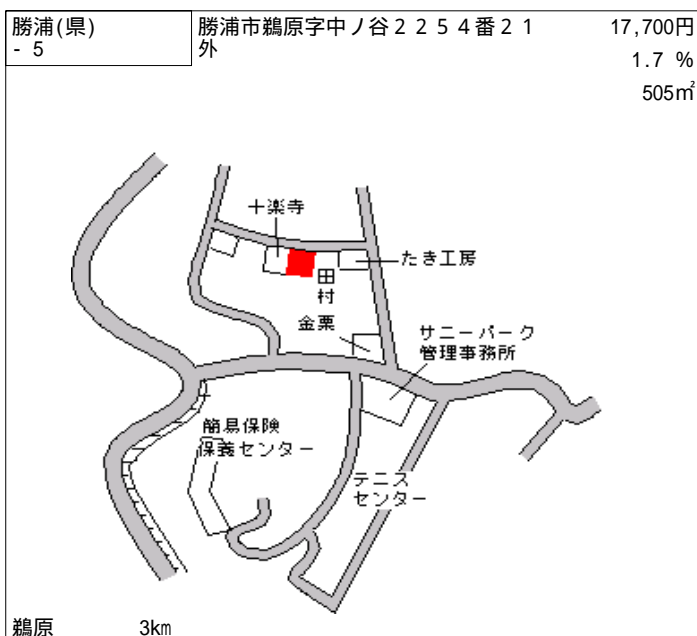 勝浦(県)
- 5
勝浦市鵜原字中ノ谷２２５４番２１
外
17,700円
1.7 %
505㎡
十楽寺
たき工房
田
村
金栗
サニーパーク
管理事務所
簡易保険
保養センター
テニス
センター
鵜原 3km